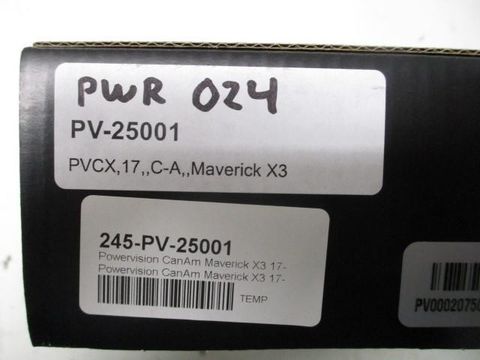 PWR 024
PV-25001
PVCX,17,,C-A,,Maverick X3
245-PV-25001
Powervision CanAm Maverick X3 17-
Powervision CanAm Maverick X3 17-
TEMP